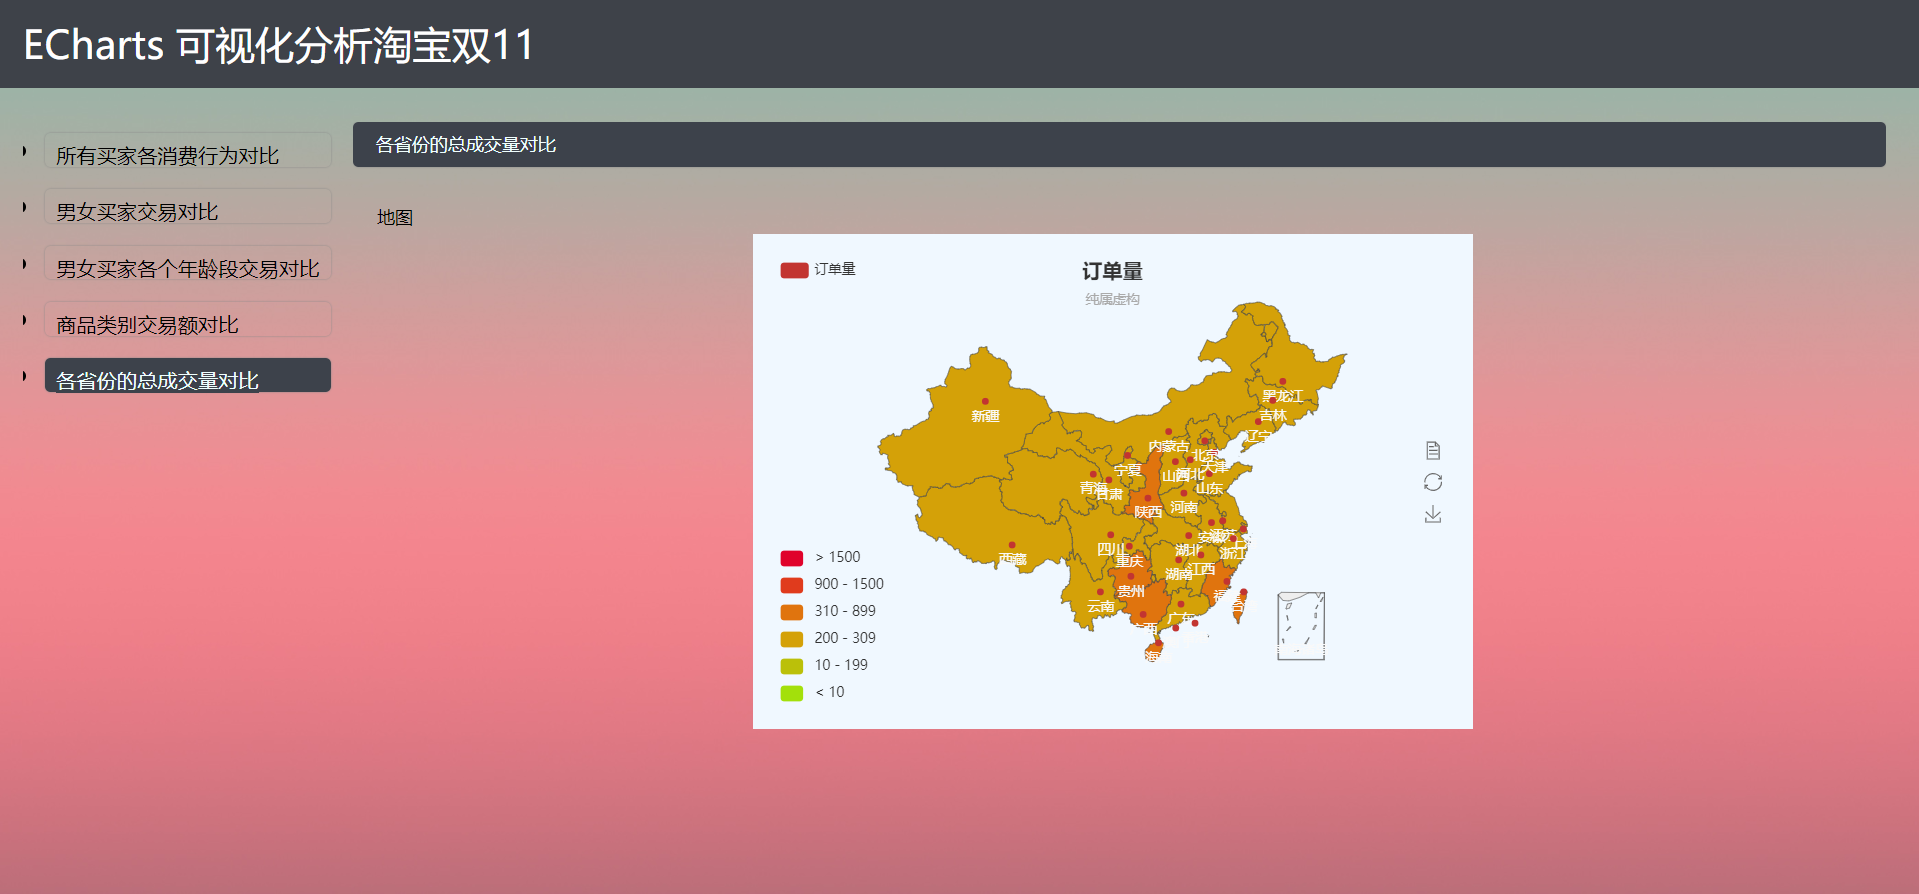 ECharts 可视化分析淘宝双11
所有买家各消费行为对比
男女买家交易对比
男女买家各个年龄段交易对比
商品类别交易额对比
各省份的总成交量对比
各省份的总成交量对比
地图
订单量
订单量
纯属虚构
黑龙江
吉林
新疆
辽宁
内蒙古
北京
天津
宁夏
山西
河北
青海
甘肃
山东
陕西
河南
安徽
江苏
浙江
四川
湖北
重庆
西藏
江西
湖南
贵州
云南
广东
> 1500
900 - 1500
310 - 899
200 - 309
10 - 199
< 10